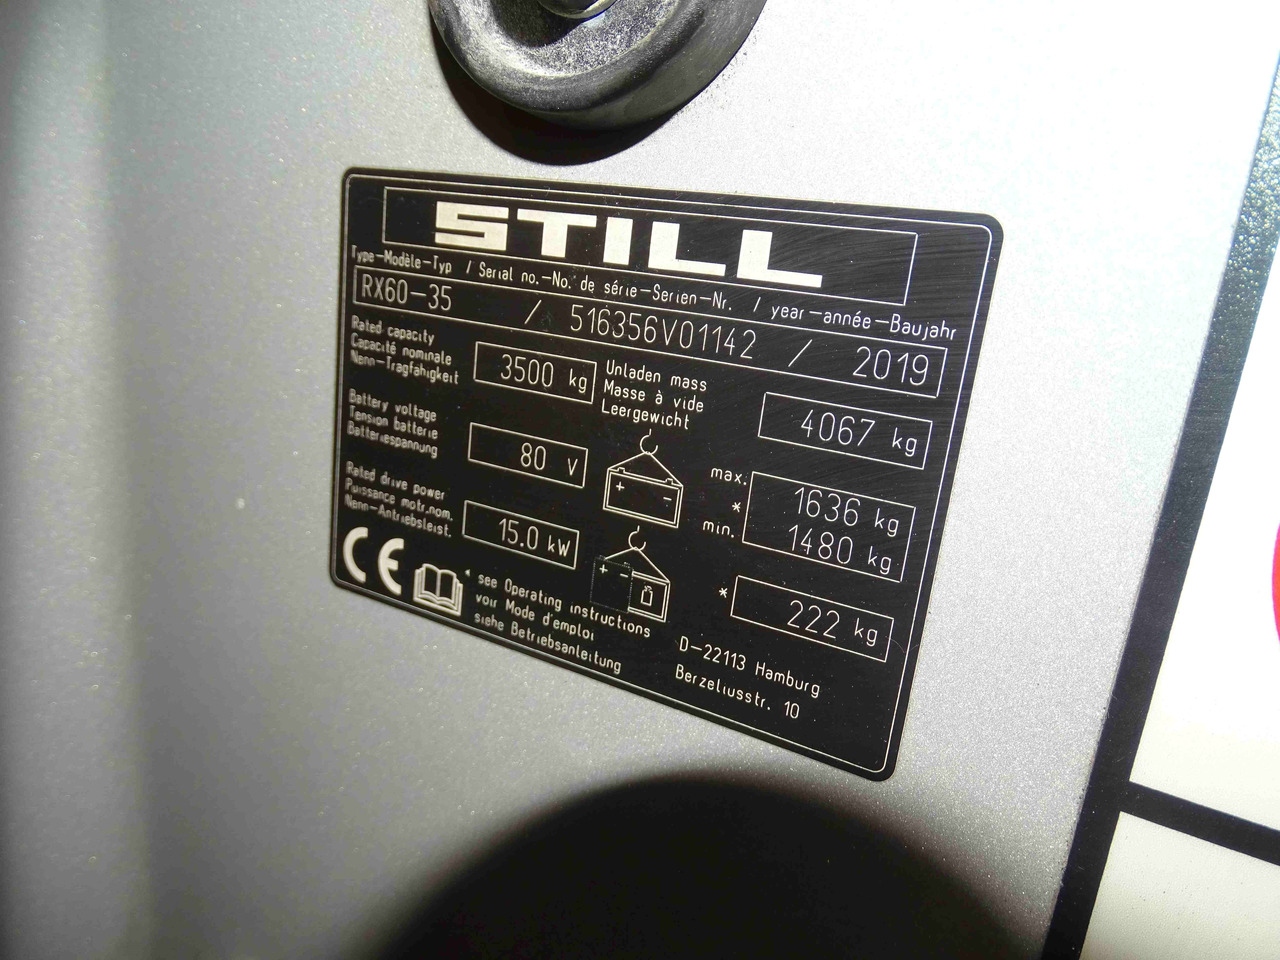 STILL
Type-Modèle-Typ / Serial no.-No. de série-Serien-Nr. / year-année-Baujahr
RX60-35 / 516356V01142 / 2019
Rated capacity
Capacité nominale
Nenn-Tragfähigkeit
3500 kg
Unladen mass
Masse à vide
Leergewicht
4067 kg
Battery voltage
Tension batterie
Batteriespannung
80 V
+ -
max.
*
min.
1636 kg
1480 kg
Rated drive power
Puissance motr.nom.
Nenn-Antriebsleist.
15.0 kW
+ -
* 222 kg
CE
* see Operating instructions
voir Mode d'emploi
siehe Betriebsanleitung
D-22113 Hamburg
Berzeliusstr. 10